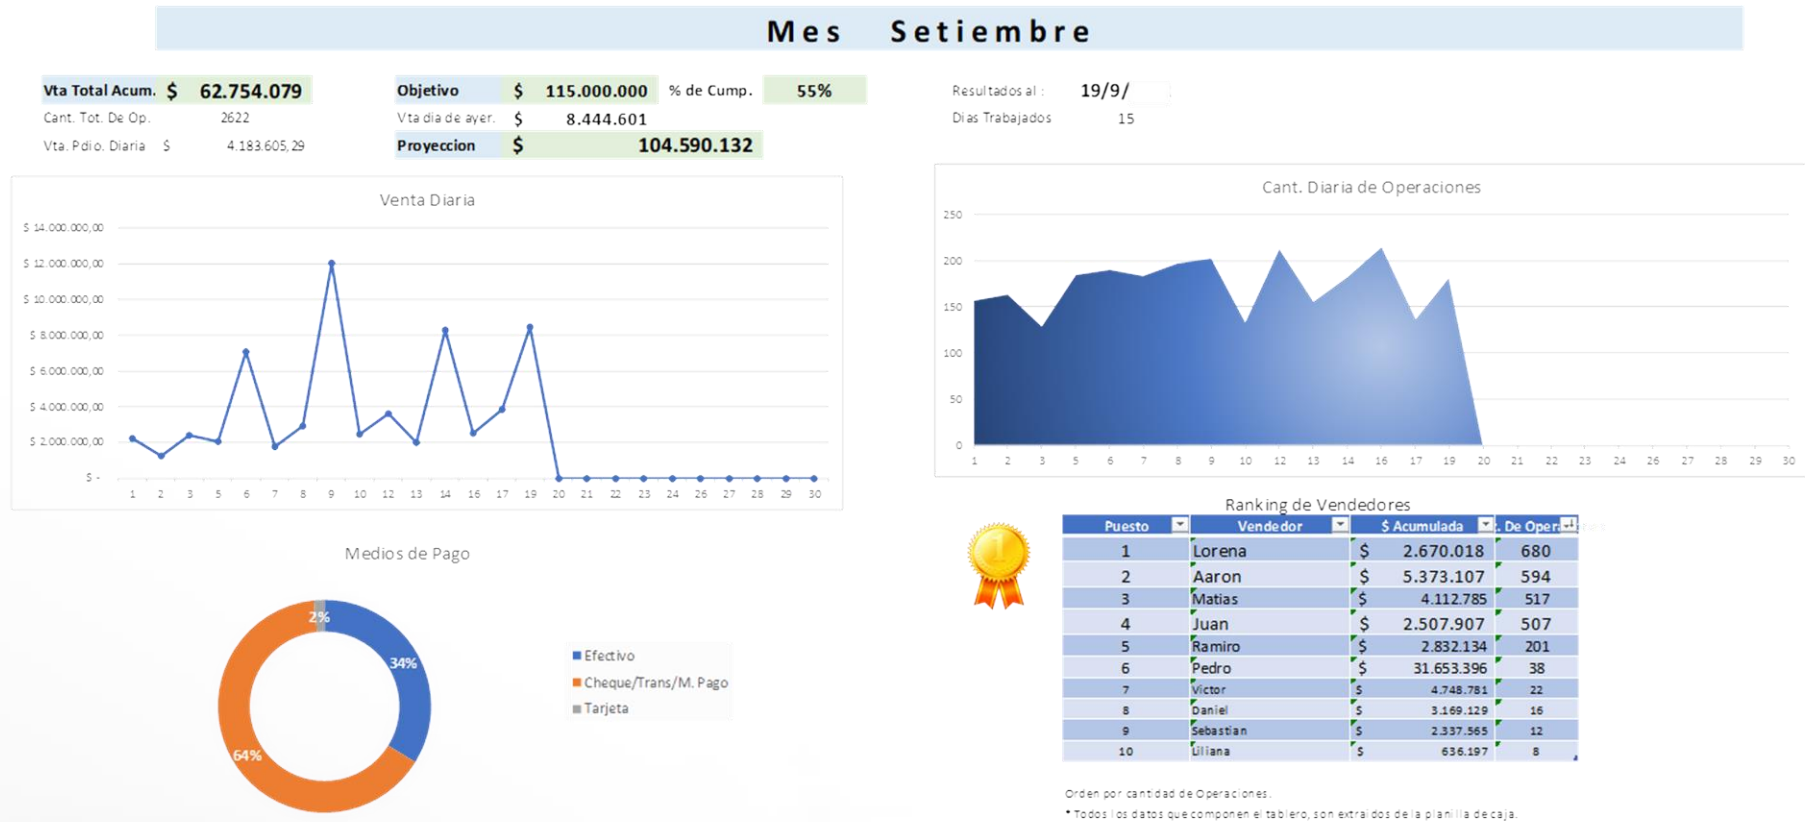 Mes Setiembre
Vta Total Acum. $ 62.754.079
Cant. Tot. De Op. 2622
Vta. Pdio. Diaria $ 4.183.605,29
Objetivo $ 115.000.000 % de Cump. 55%
Vta dia de ayer. $ 8.444.601
Proyeccion $ 104.590.132
Resultados al : 19/9/
Dias Trabajados 15
Venta Diaria
$ 14.000.000,00
$ 12.000.000,00
$ 10.000.000,00
$ 8.000.000,00
$ 6.000.000,00
$ 4.000.000,00
$ 2.000.000,00
$ -
1 2 3 5 6 7 8 9 10 12 13 14 16 17 19 20 21 22 23 24 26 27 28 29 30
Cant. Diaria de Operaciones
250
200
150
100
50
0
1 2 3 5 6 7 8 9 10 12 13 14 16 17 19 20 21 22 23 24 26 27 28 29 30
Medios de Pago
2%
34%
64%
Efectivo
Cheque/Trans/M. Pago
Tarjeta
Ranking de Vendedores
1
Puesto Vendedor $ Acumulada . De Oper
1 Lorena $ 2.670.018 680
2 Aaron $ 5.373.107 594
3 Matias $ 4.112.785 517
4 Juan $ 2.507.907 507
5 Ramiro $ 2.832.134 201
6 Pedro $ 31.653.396 38
7 Victor $ 4.748.781 22
8 Daniel $ 3.169.129 16
9 Sebastian $ 2.337.565 12
10 Liliana $ 636.197 8
Orden por cantidad de Operaciones.
* Todos los datos que componen el tablero, son extraidos de la planilla de caja.